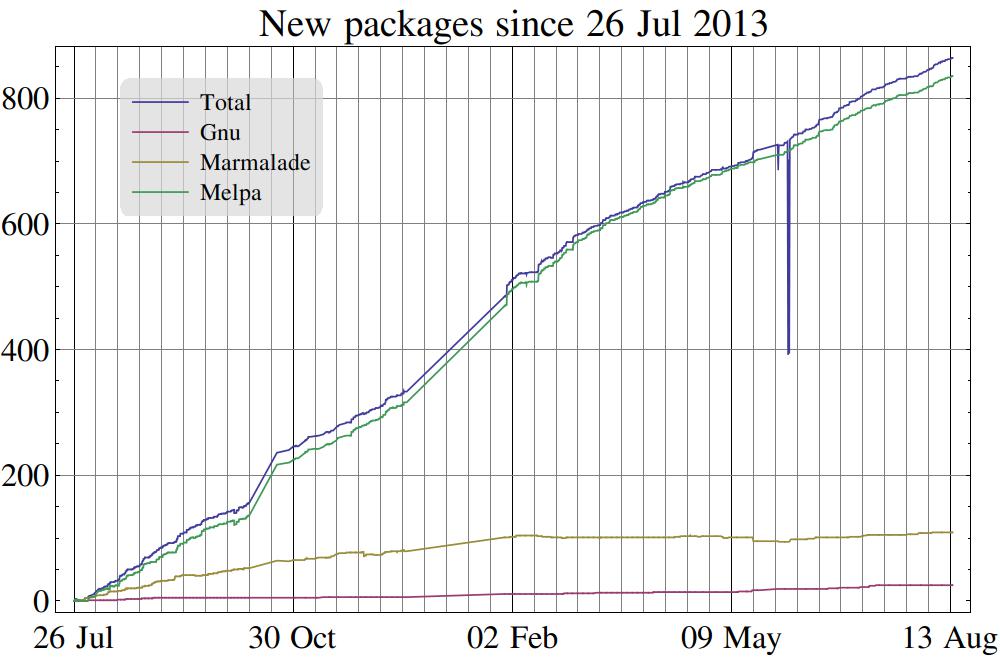 New packages since 26 Jul 2013
Total
Gnu
Marmalade
Melpa
800
600
400
200
0
26 Jul 30 Oct 02 Feb 09 May 13 Aug